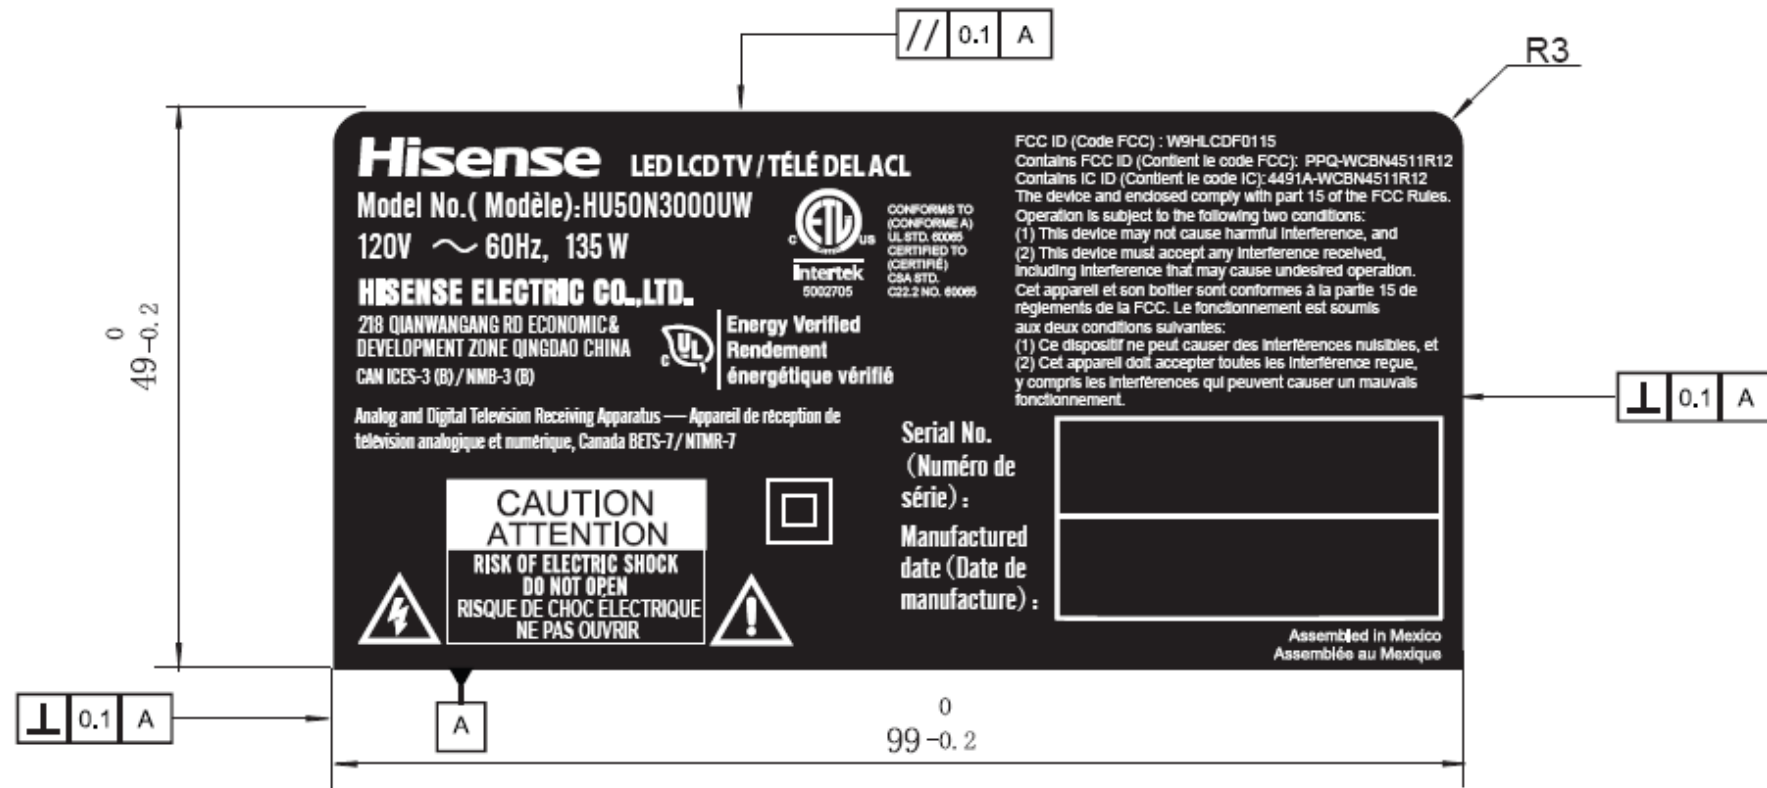 // 0.1 A
R3
Hisense LED LCD TV / TÉLÉ DEL ACL
Model No.( Modèle):HU50N3000UW
120V ～ 60Hz, 135 W
HISENSE ELECTRIC CO.,LTD.
218 QIANWANGANG RD ECONOMIC &
DEVELOPMENT ZONE QINGDAO CHINA
CAN ICES-3 (B) / NMB-3 (B)
ETL
C US
Intertek
5002705
CONFORMS TO
(CONFORME A)
UL STD. 60065
CERTIFIED TO
(CERTIFIÉ)
CSA STD.
C22.2 NO. 60065
C UL
Energy Verified
Rendement
énergétique vérifié
Analog and Digital Television Receiving Apparatus — Appareil de réception de
télévision analogique et numérique, Canada BETS-7/ NTMR-7
FCC ID (Code FCC) : W9HLCDF0115
Contains FCC ID (Contient le code FCC): PPQ-WCBN4511R12
Contains IC ID (Contient le code IC):4491A-WCBN4511R12
The device and enclosed comply with part 15 of the FCC Rules.
Operation is subject to the following two conditions:
(1) This device may not cause harmful interference, and
(2) This device must accept any interference received,
including interference that may cause undesired operation.
Cet appareil et son boîtier sont conformes à la partie 15 de
règlements de la FCC. Le fonctionnement est soumis
aux deux conditions suivantes:
(1) Ce dispositif ne peut causer des interférences nuisibles, et
(2) Cet appareil doit accepter toutes les interférence reçue,
y compris les interférences qui peuvent causer un mauvais
fonctionnement.
CAUTION
ATTENTION
RISK OF ELECTRIC SHOCK
DO NOT OPEN
RISQUE DE CHOC ÉLECTRIQUE
NE PAS OUVRIR
!
Serial No.
(Numéro de
série) :
Manufactured
date (Date de
manufacture) :
Assembled in Mexico
Assemblée au Mexique
0
49-0.2
⊥ 0.1 A
⊥ 0.1 A
A
0
99-0.2